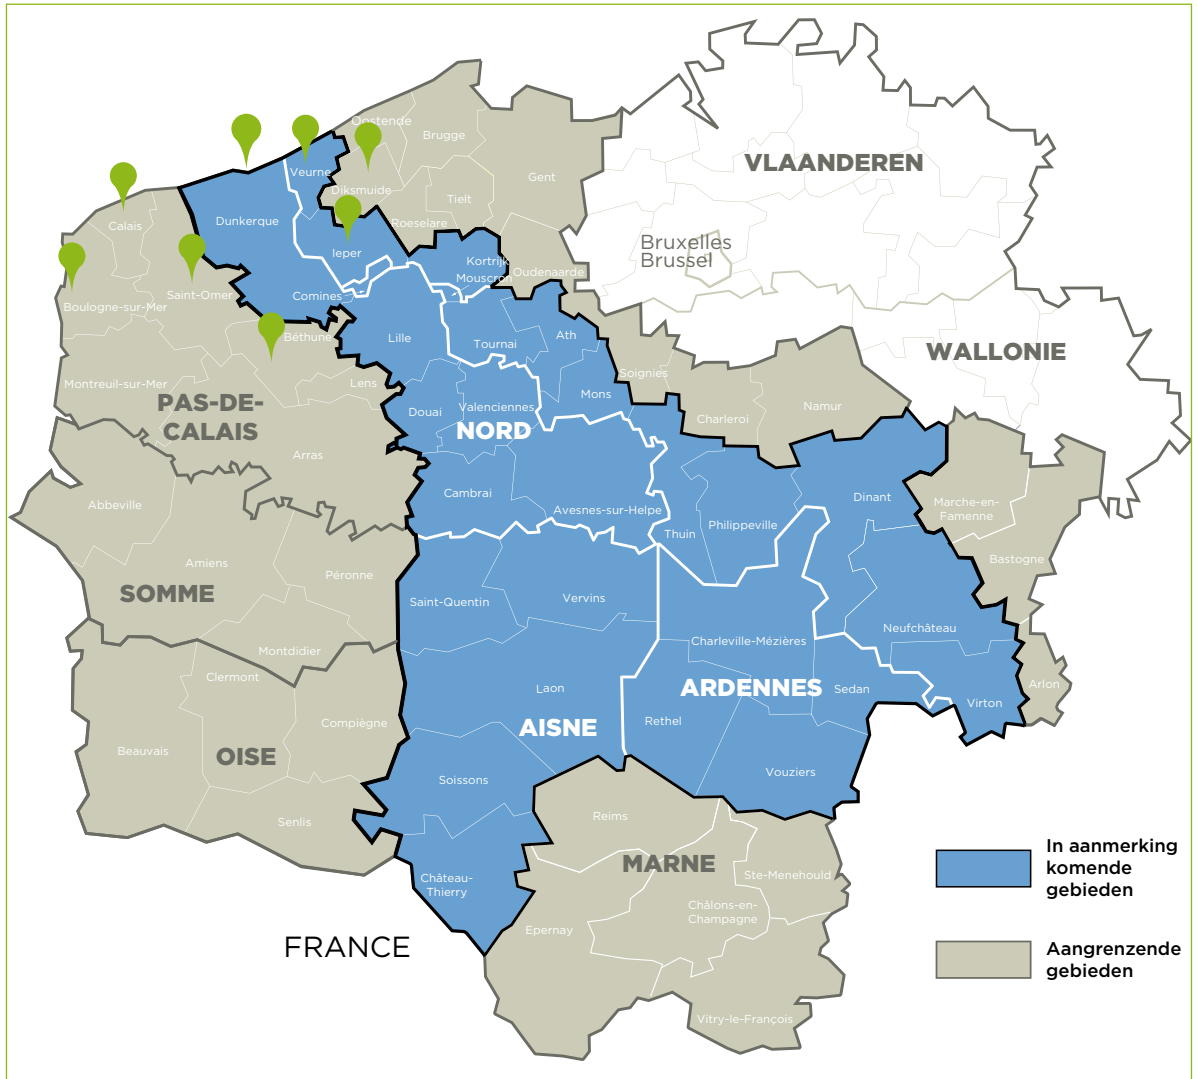 Oostende
Brugge
VLAANDEREN
Veurne
Diksmuide
Gent
Tielt
Calais
Dunkerque
Roeselare
Ieper
Bruxelles
Brussel
Kortrijk
Mouscron
Oudenaarde
Saint-Omer
Comines
Boulogne-sur-Mer
Béthune
Lille
Tournai
Ath
WALLONIE
Soignies
Montreuil-sur-Mer
Lens
Mons
PAS-DE-
CALAIS
Douai
Valenciennes
NORD
Charleroi
Namur
Arras
Cambrai
Avesnes-sur-Helpe
Dinant
Abbeville
Marche-en-
Famenne
Thuin
Philippeville
Bastogne
Amiens
Péronne
SOMME
Saint-Quentin
Vervins
Neufchâteau
Charleville-Mézières
Montdidier
Clermont
Laon
ARDENNES
Sedan
Arlon
Virton
Compiègne
Rethel
AISNE
Beauvais
OISE
Soissons
Vouziers
Senlis
Reims
MARNE
Château-
Thierry
Ste-Menehould
Châlons-en-
Champagne
Epernay
FRANCE
Vitry-le-François
In aanmerking
komende
gebieden
Aangrenzende
gebieden